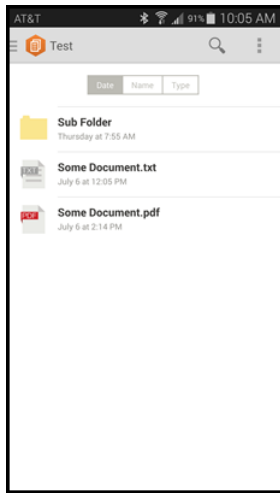 AT&T 91% 10:05 AM
Test
Date Name Type
Sub Folder
Thursday at 7:55 AM
Some Document.txt
July 6 at 12:05 PM
PDF
Some Document.pdf
July 6 at 2:14 PM